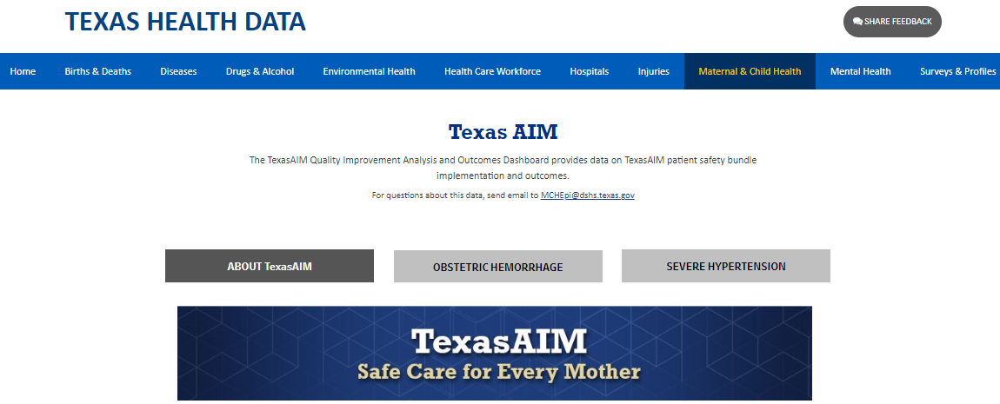 TEXAS HEALTH DATA
SHARE FEEDBACK
Home Births & Deaths Diseases Drugs & Alcohol Environmental Health Health Care Workforce Hospitals Injuries Maternal & Child Health Mental Health Surveys & Profiles
Texas AIM
The TexasAIM Quality Improvement Analysis and Outcomes Dashboard provides data on TexasAIM patient safety bundle
implementation and outcomes.
For questions about this data, send email to MCHEpi@dshs.texas.gov
ABOUT TexasAIM OBSTETRIC HEMORRHAGE SEVERE HYPERTENSION
TexasAIM
Safe Care for Every Mother